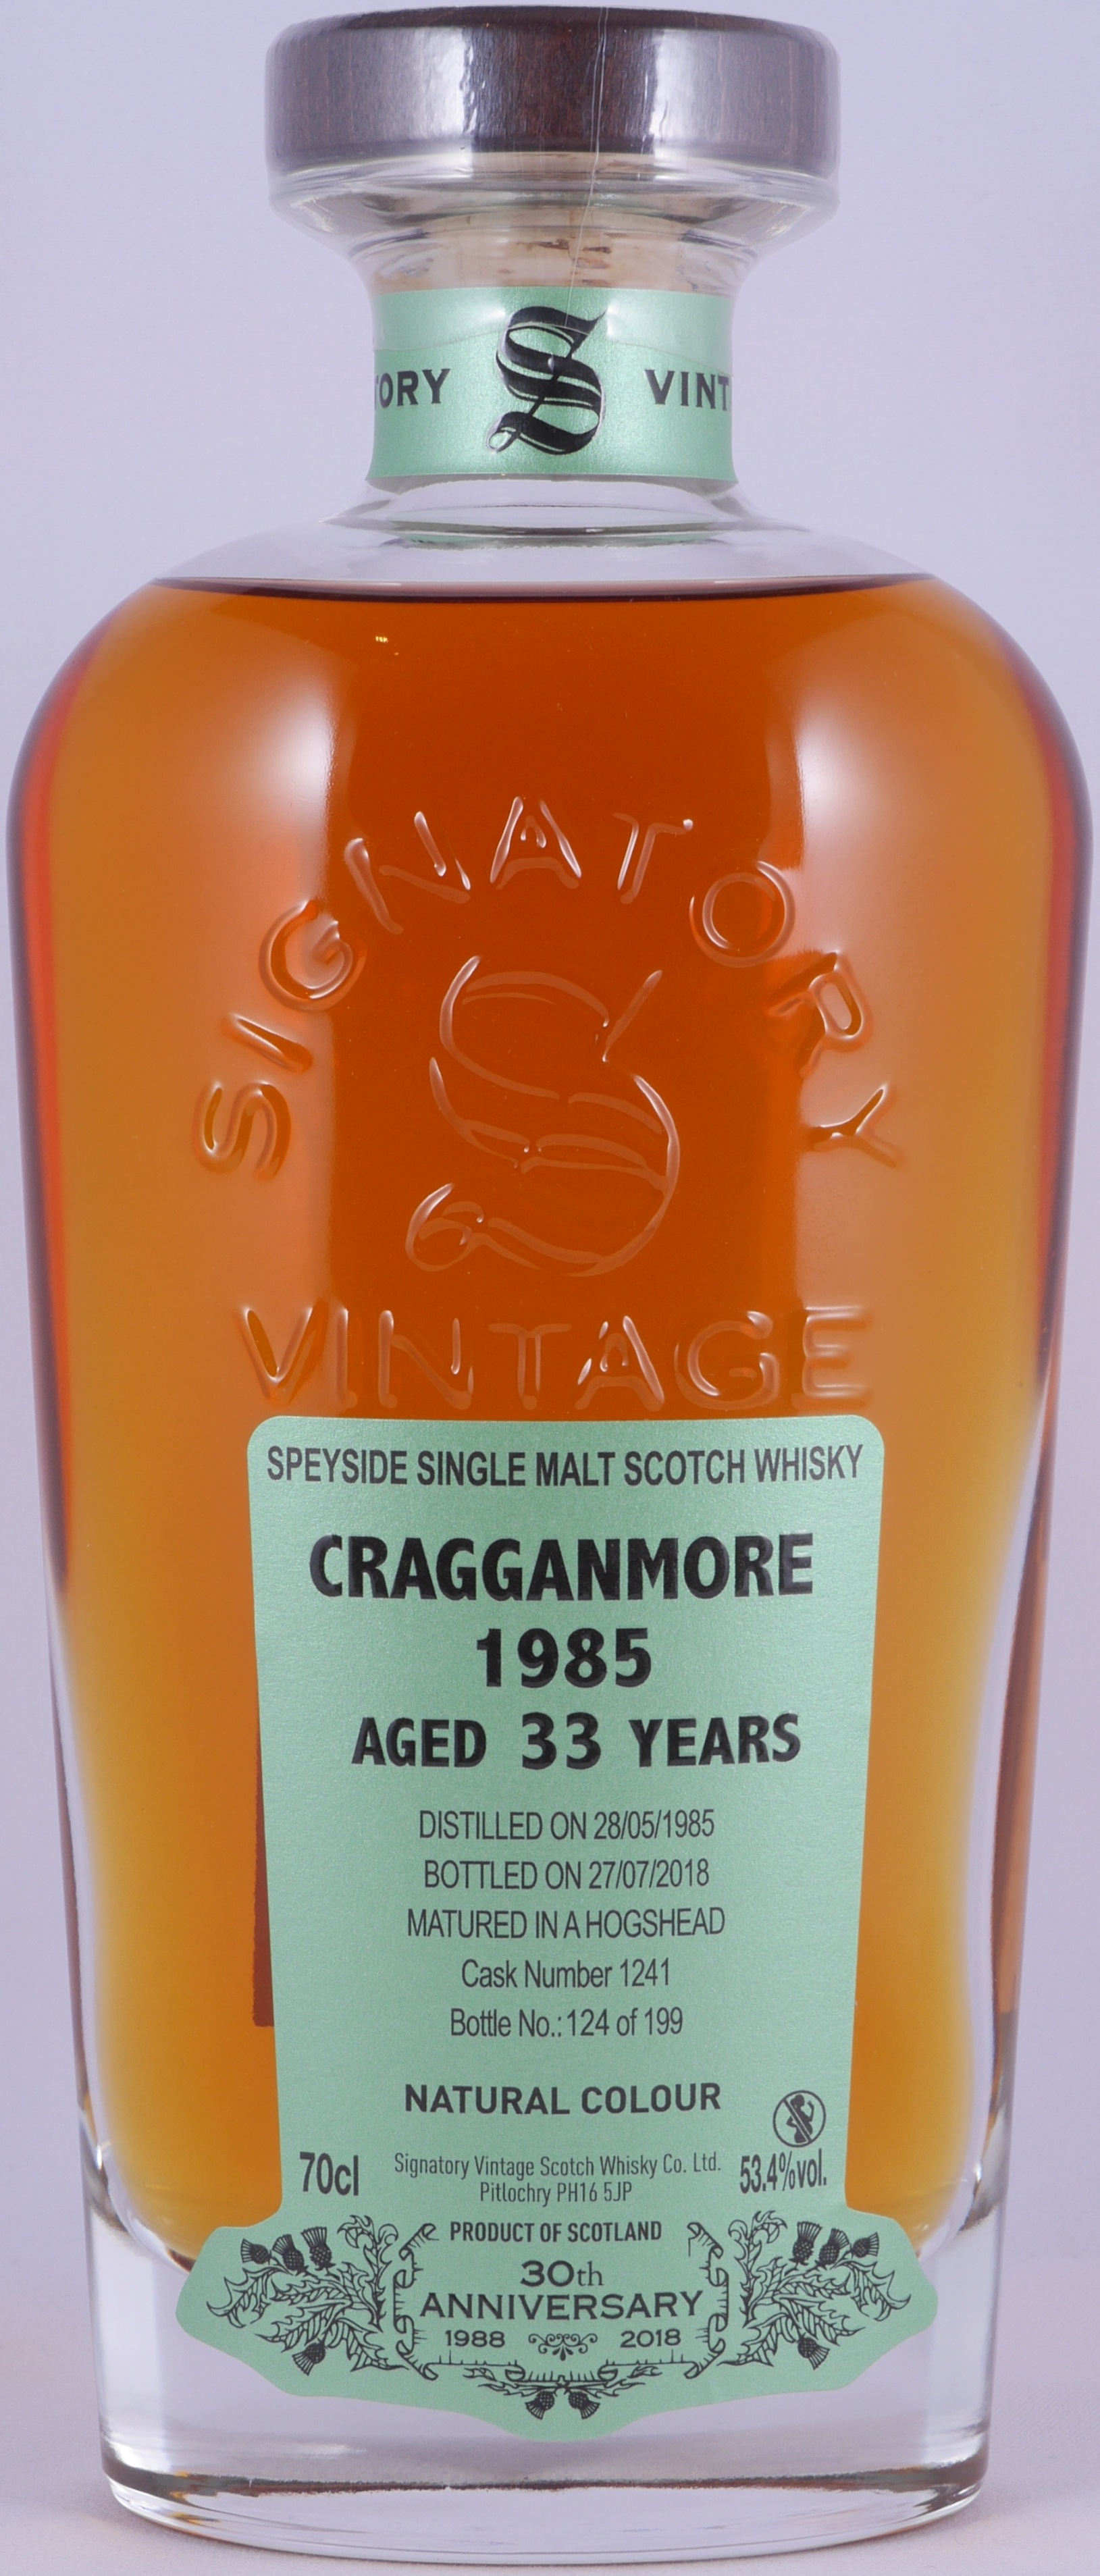 ORY S VINT
SIGNATORY
S
VINTAGE
SPEYSIDE SINGLE MALT SCOTCH WHISKY
CRAGGANMORE
1985
AGED 33 YEARS
DISTILLED ON 28/05/1985
BOTTLED ON 27/07/2018
MATURED IN A HOGSHEAD
Cask Number 1241
Bottle No.: 124 of 199
NATURAL COLOUR
70cl
Signatory Vintage Scotch Whisky Co. Ltd.
Pitlochry PH16 5JP
53.4%vol.
PRODUCT OF SCOTLAND
30th
ANNIVERSARY
1988 2018